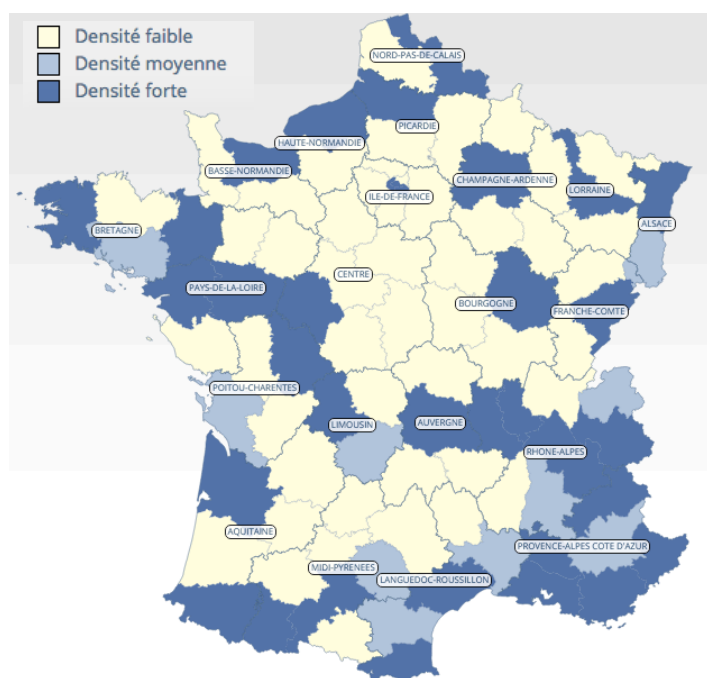 Densité faible
Densité moyenne
Densité forte
NORD-PAS-DE-CALAIS
PICARDIE
HAUTE-NORMANDIE
BASSE-NORMANDIE
CHAMPAGNE-ARDENNE
LORRAINE
ILE-DE-FRANCE
ALSACE
BRETAGNE
CENTRE
PAYS-DE-LA-LOIRE
BOURGOGNE
FRANCHE-COMTE
POITOU-CHARENTES
LIMOUSIN
AUVERGNE
RHONE-ALPES
AQUITAINE
PROVENCE-ALPES COTE D'AZUR
MIDI-PYRENEES
LANGUEDOC-ROUSSILLON